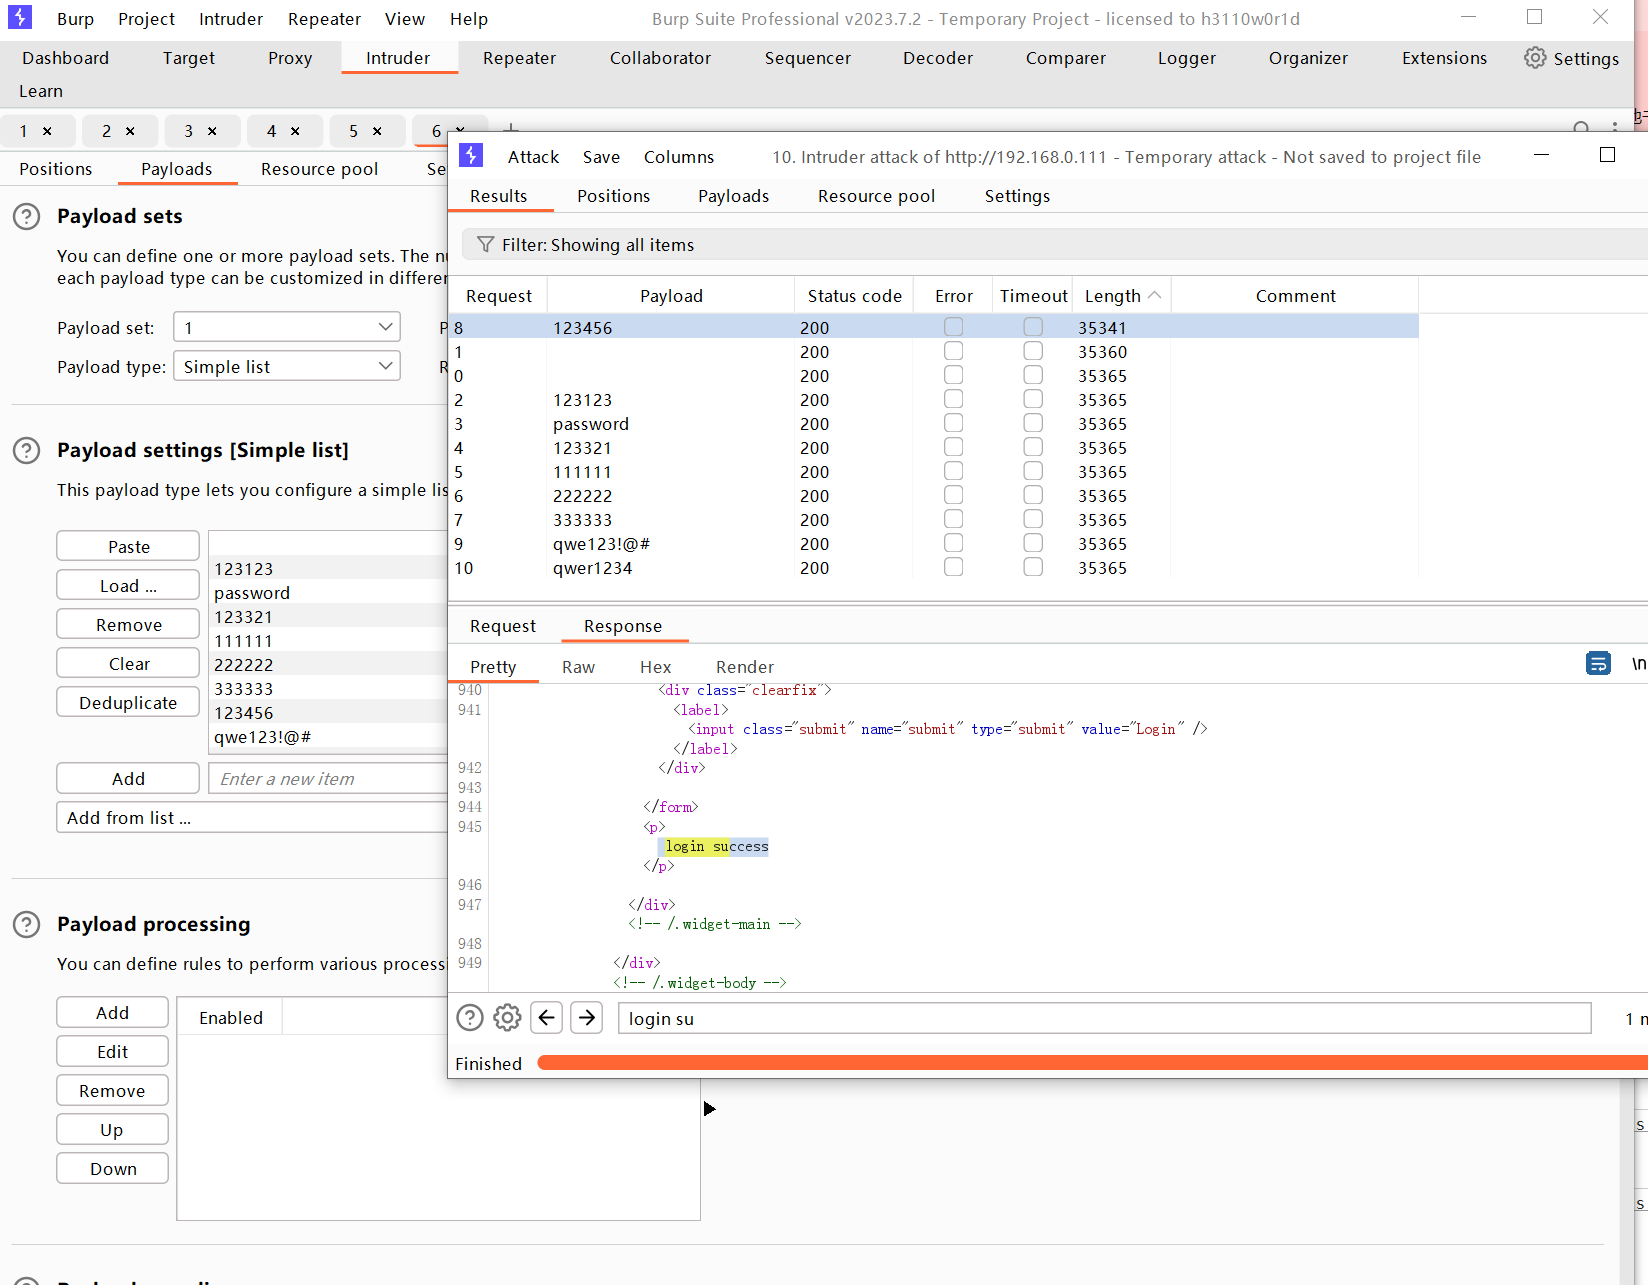 Burp Project Intruder Repeater View Help Burp Suite Professional v2023.7.2 - Temporary Project - licensed to h3110w0r1d
Dashboard Target Proxy Intruder Repeater Collaborator Sequencer Decoder Comparer Logger Organizer Extensions Settings
Learn
1 × 2 × 3 × 4 × 5 × 6 × +
Positions Payloads Resource pool Se
Payload sets
You can define one or more payload sets. The nu
each payload type can be customized in differer
Payload set: 1 P
Payload type: Simple list R
Payload settings [Simple list]
This payload type lets you configure a simple lis
Paste
Load ...
Remove
Clear
Deduplicate
123123
password
123321
111111
222222
333333
123456
qwe123!@#
Add Enter a new item
Add from list ...
Payload processing
You can define rules to perform various processi
Add
Edit
Remove
Up
Down
Enabled
Attack Save Columns 10. Intruder attack of http://192.168.0.111 - Temporary attack - Not saved to project file
Results Positions Payloads Resource pool Settings
Filter: Showing all items
Request Payload Status code Error Timeout Length Comment
8 123456 200 35341
1 200 35360
0 200 35365
2 123123 200 35365
3 password 200 35365
4 123321 200 35365
5 111111 200 35365
6 222222 200 35365
7 333333 200 35365
9 qwe123!@# 200 35365
10 qwer1234 200 35365
Request Response
Pretty Raw Hex Render \n
940 <div class="clearfix">
941 <label>
<input class="submit" name="submit" type="submit" value="Login" />
</label>
942 </div>
943
944 </form>
945 <p>
login success
</p>
946
947 </div>
<!-- /.widget-main -->
948
949 </div>
<!-- /.widget-body -->
login su 1 m
Finished
s
s